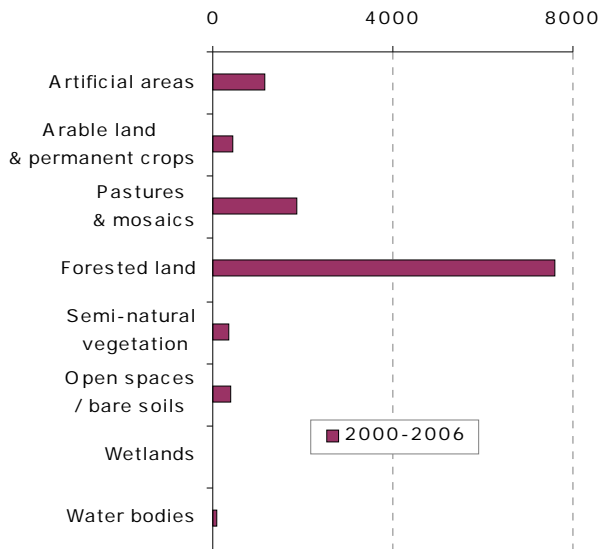 0 4000 8000
Artificial areas
Arable land
& permanent crops
Pastures
& mosaics
Forested land
Semi-natural
vegetation
Open spaces
/ bare soils
2000-2006
Wetlands
Water bodies